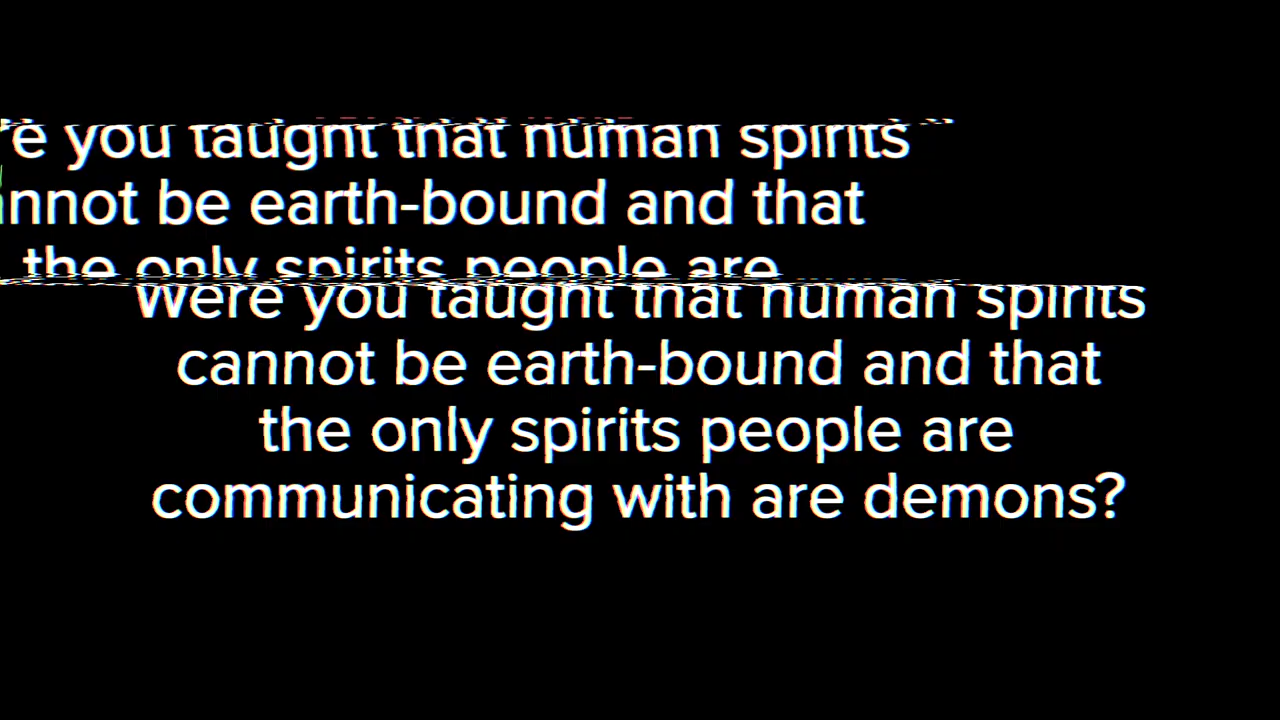 re you taught that human spirits
annot be earth-bound and that
the only spirits people are
Were you taught that human spirits
cannot be earth-bound and that
the only spirits people are
communicating with are demons?